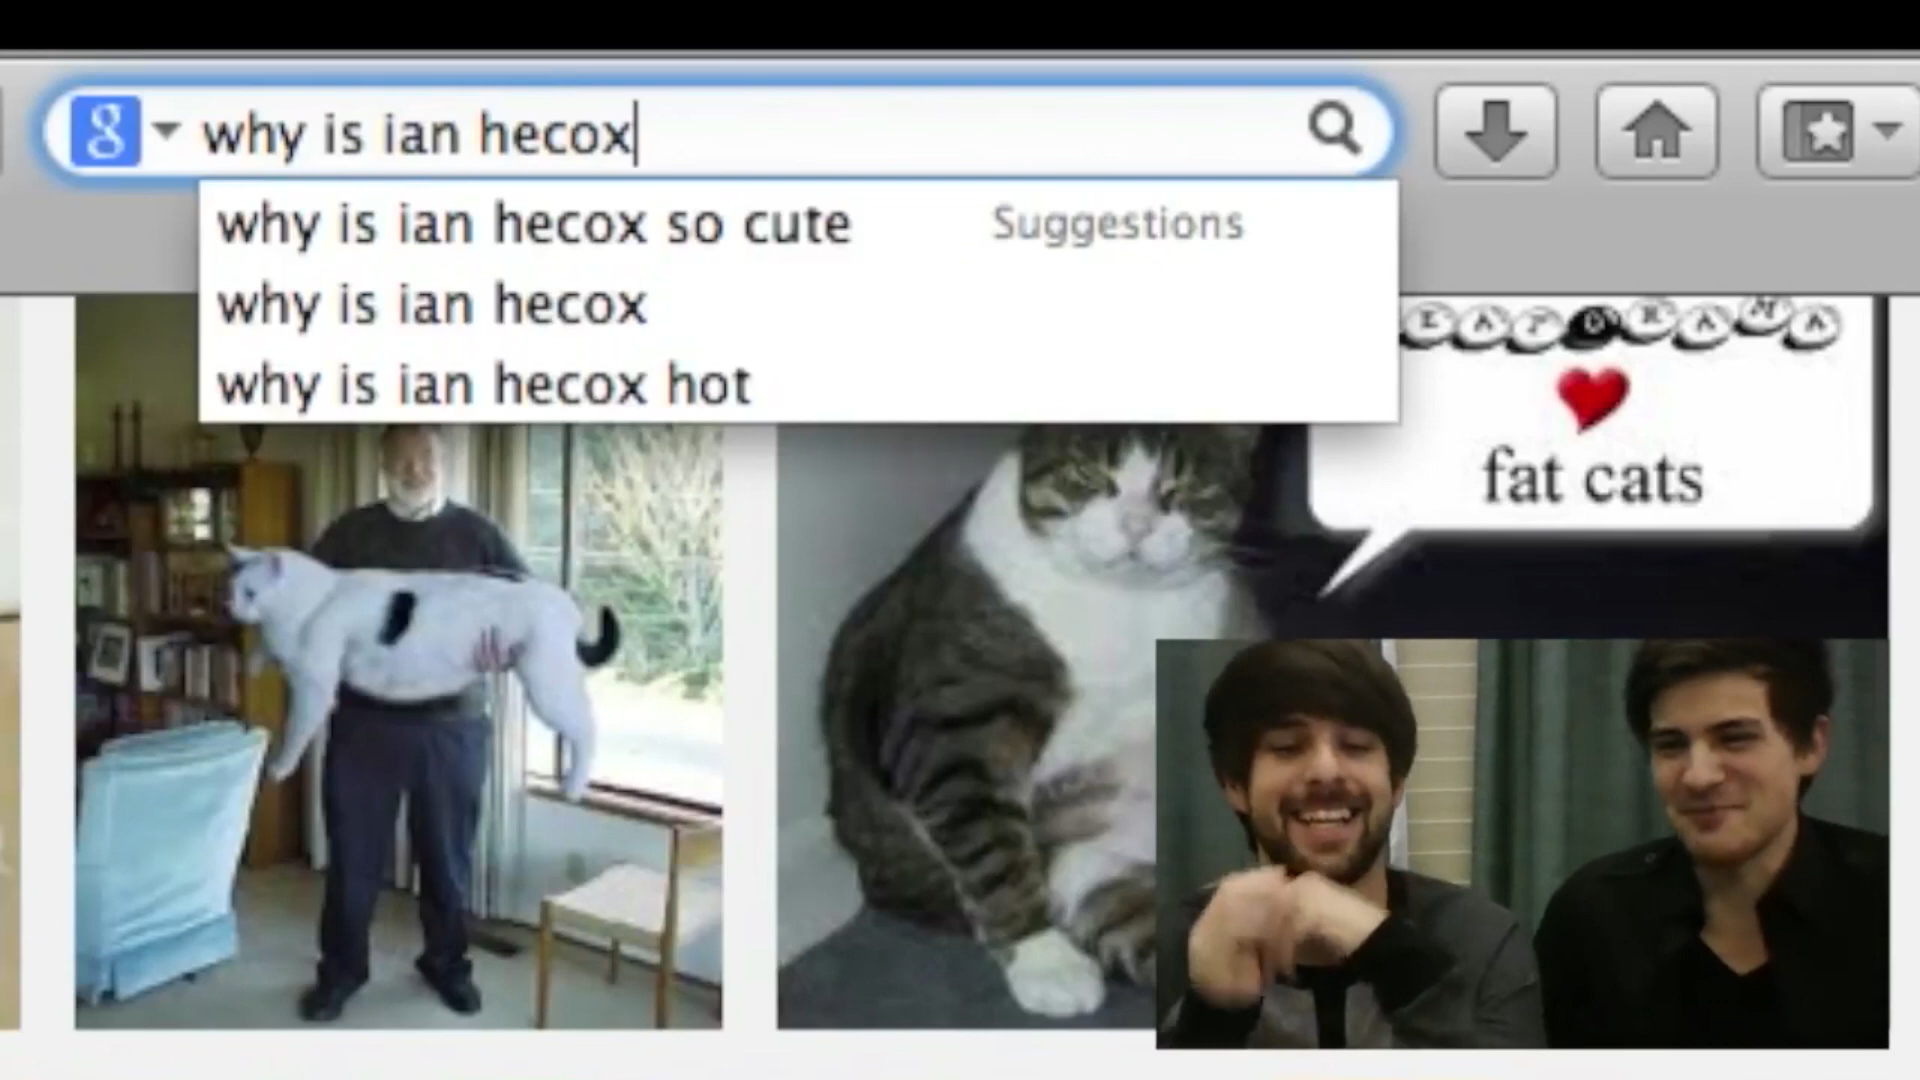 g why is ian hecox
why is ian hecox so cute Suggestions
why is ian hecox
why is ian hecox hot
fat cats